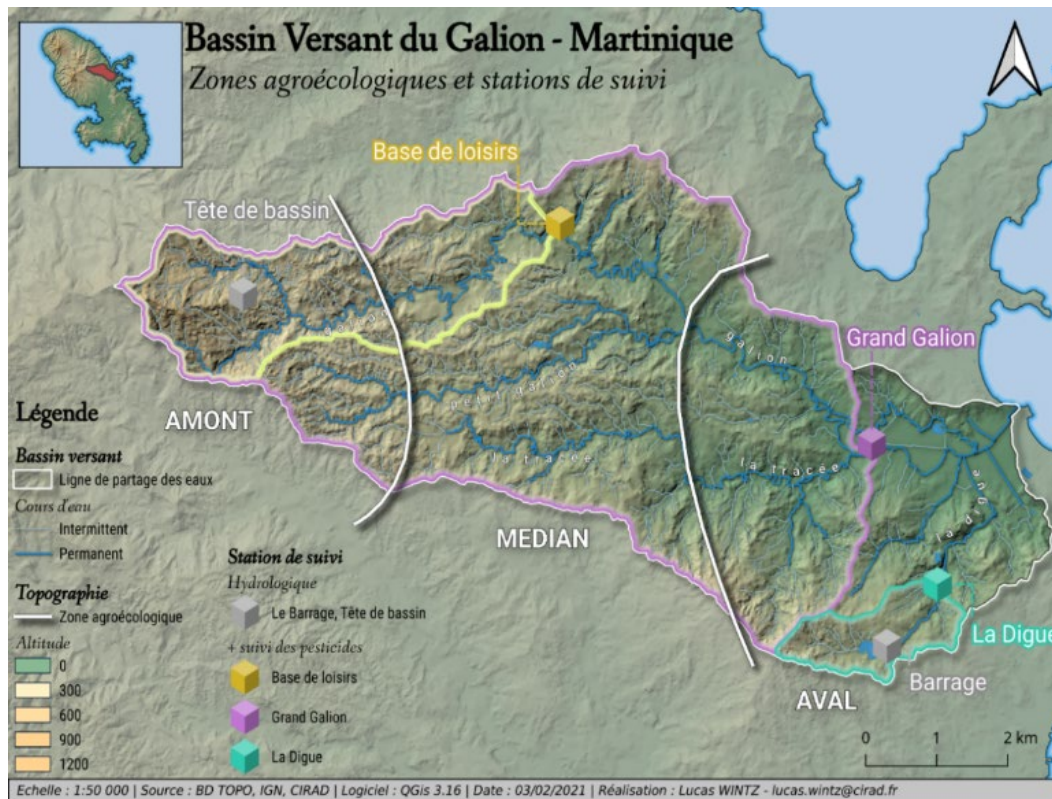 Bassin Versant du Galion - Martinique
Zones agroécologiques et stations de suivi
Base de loisirs
Tête de bassin
galion
galion
Grand Galion
petit galion
la tracée
la tracée
la digue
AMONT
MEDIAN
AVAL
La Digue
Barrage
Légende
Bassin versant
Ligne de partage des eaux
Cours d'eau
Intermittent
Permanent
Topographie
Zone agroécologique
Altitude
0
300
600
900
1200
Station de suivi
Hydrologique
Le Barrage, Tête de bassin
+ suivi des pesticides
Base de loisirs
Grand Galion
La Digue
0 1 2 km
Echelle : 1:50 000 | Source : BD TOPO, IGN, CIRAD | Logiciel : QGis 3.16 | Date : 03/02/2021 | Réalisation : Lucas WINTZ - lucas.wintz@cirad.fr